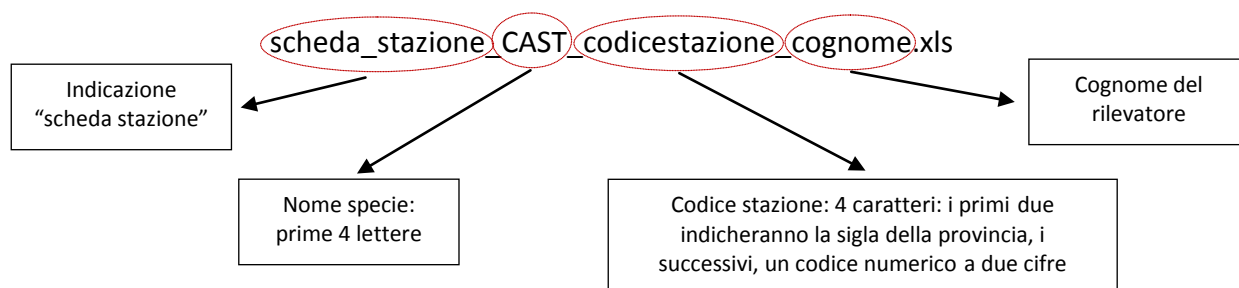 scheda_stazione_CAST_codicestazione_cognome.xls
Indicazione
“scheda stazione”
Cognome del
rilevatore
Nome specie:
prime 4 lettere
Codice stazione: 4 caratteri: i primi due
indicheranno la sigla della provincia, i
successivi, un codice numerico a due cifre